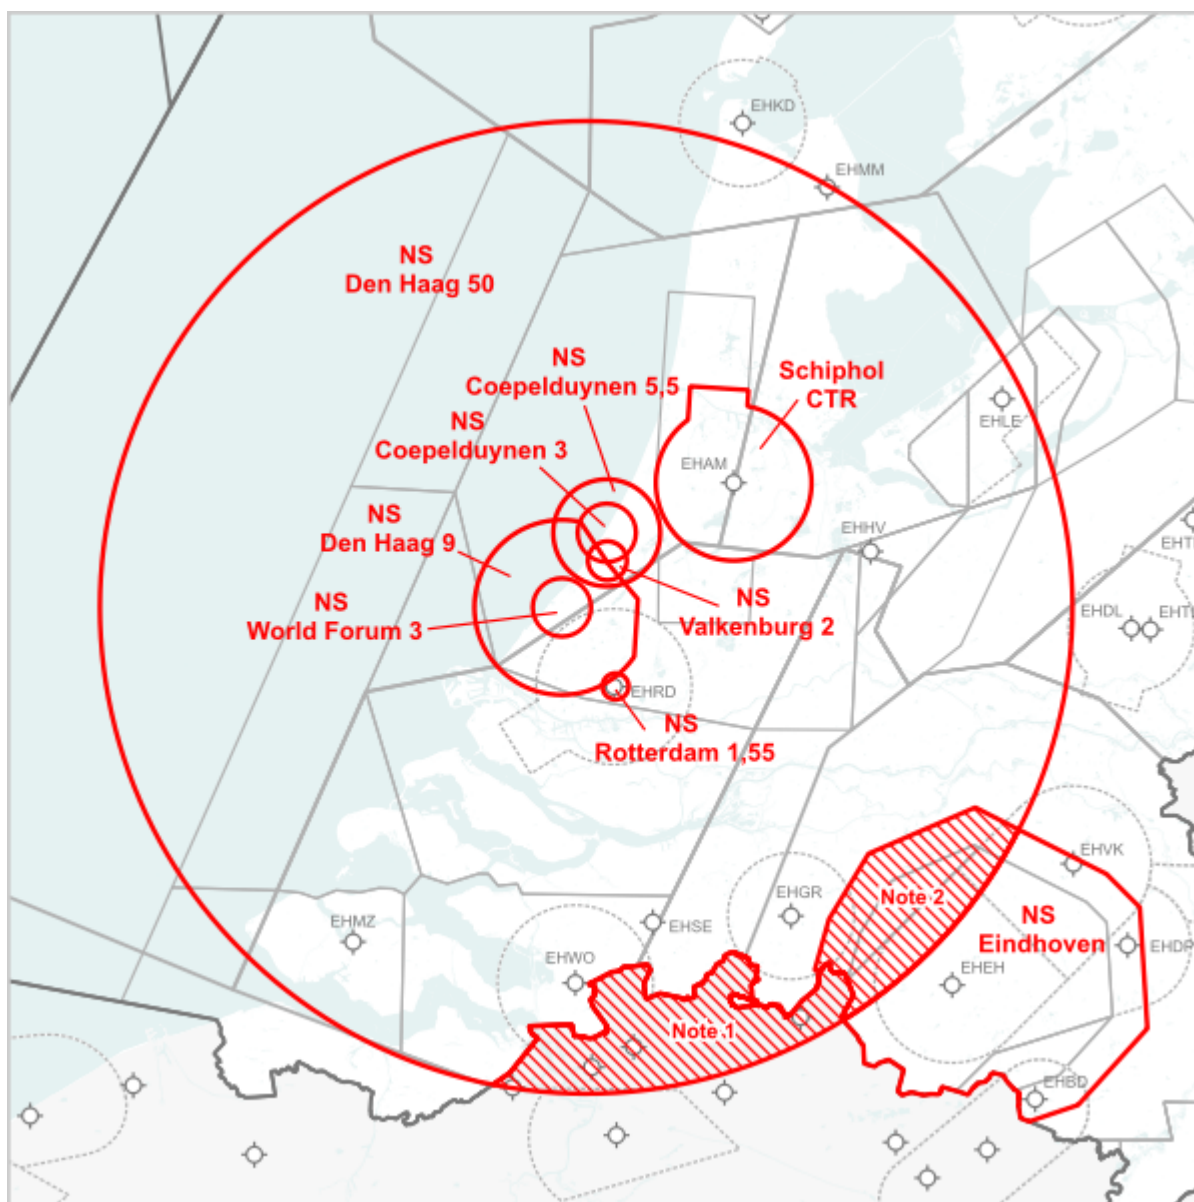 EHKD
EHMM
NS
Den Haag 50
NS
Coepelduynen 5,5
Schiphol
CTR
NS
Coepelduynen 3
EHLE
EHAM
NS
Den Haag 9
EHHV
NS
World Forum 3
NS
Valkenburg 2
EHDL
EHRD
NS
Rotterdam 1,55
EHVK
Note 2
EHGR
EHSE
NS
Eindhoven
EHMZ
EHDP
EHWO
EHEH
Note 1
EHBD